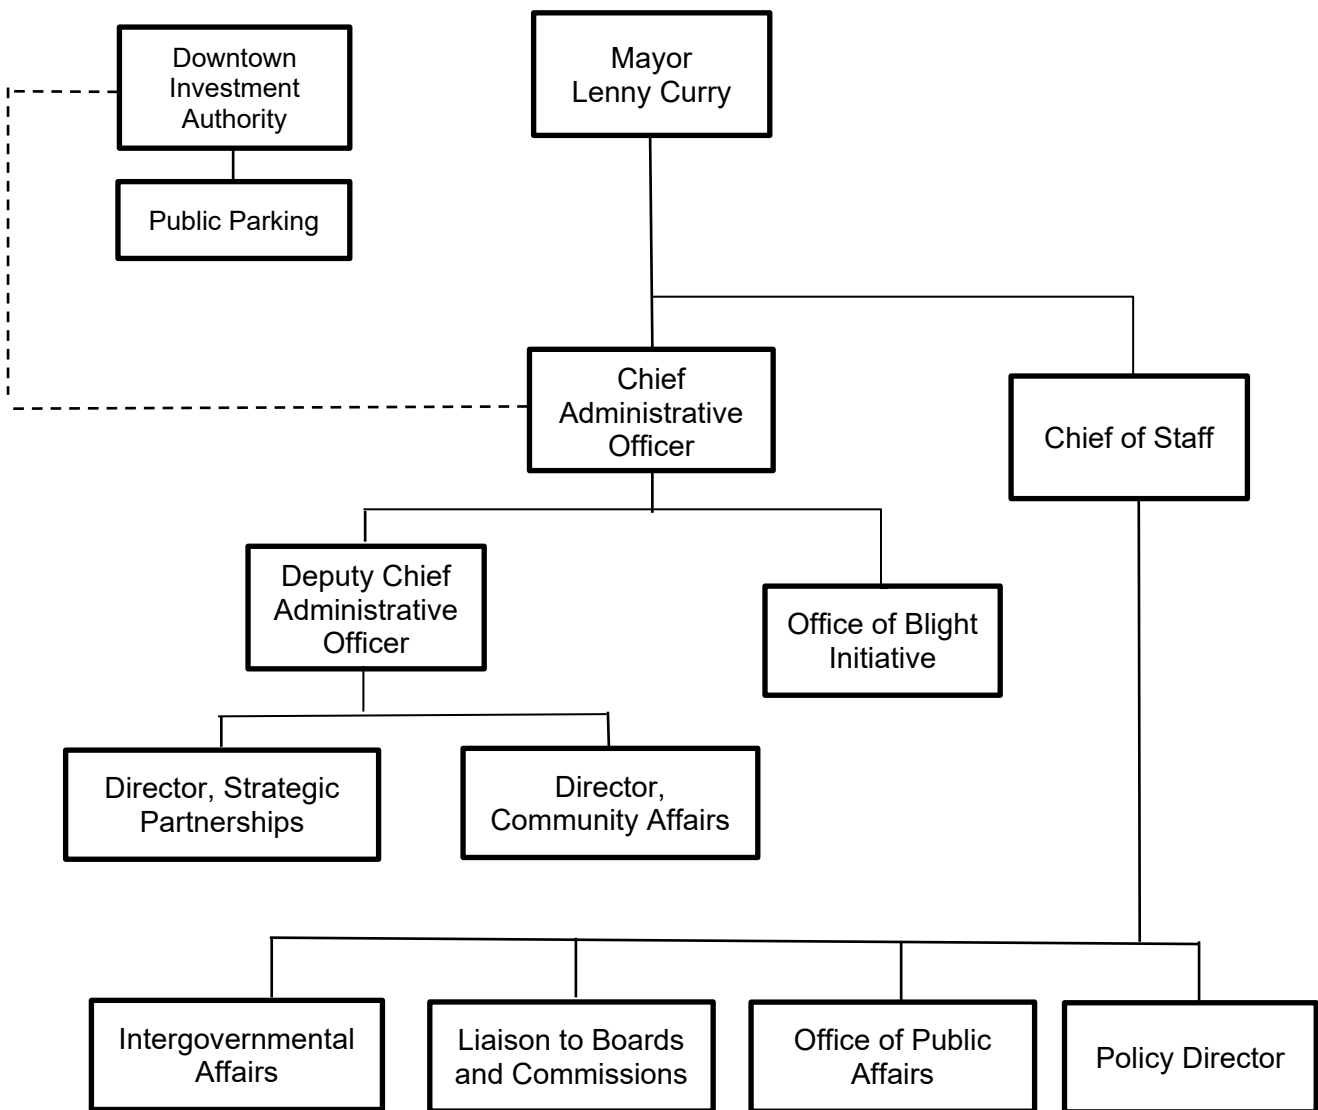 Downtown
Investment
Authority
Mayor
Lenny Curry
Public Parking
Chief
Administrative
Officer
Chief of Staff
Deputy Chief
Administrative
Officer
Office of Blight
Initiative
Director, Strategic
Partnerships
Director,
Community Affairs
Intergovernmental
Affairs
Liaison to Boards
and Commissions
Office of Public
Affairs
Policy Director